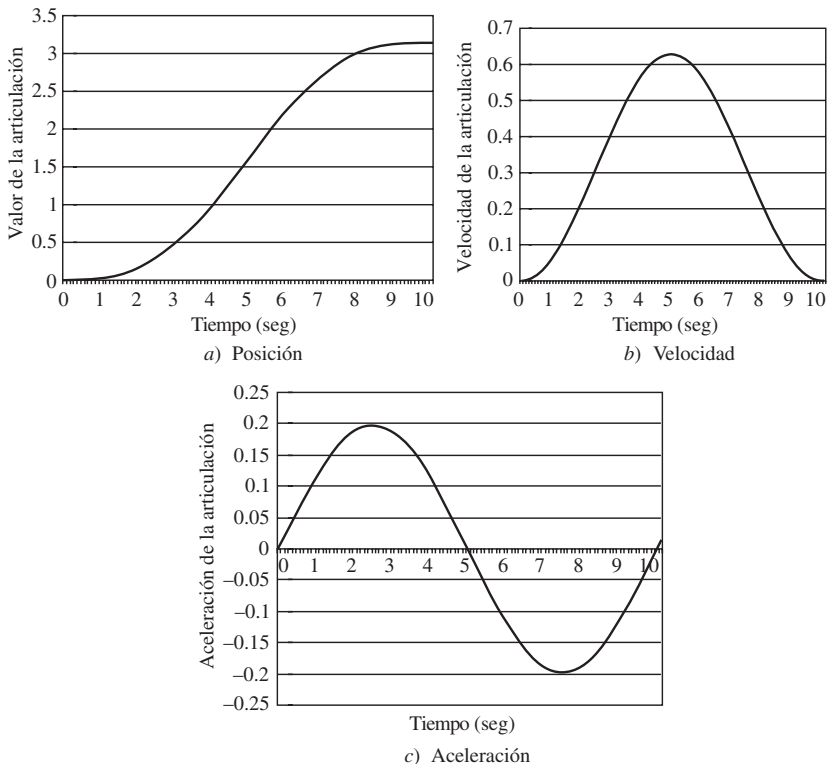 3.5
3
2.5
2
1.5
1
0.5
0
Valor de la articulación
0 1 2 3 4 5 6 7 8 9 10
Tiempo (seg)
a) Posición
0.7
0.6
0.5
0.4
0.3
0.2
0.1
0
Velocidad de la articulación
0 1 2 3 4 5 6 7 8 9 10
Tiempo (seg)
b) Velocidad
0.25
0.2
0.15
0.1
0.05
0
–0.05
–0.1
–0.15
–0.2
–0.25
Aceleración de la articulación
0 1 2 3 4 5 6 7 8 9 10
Tiempo (seg)
c) Aceleración